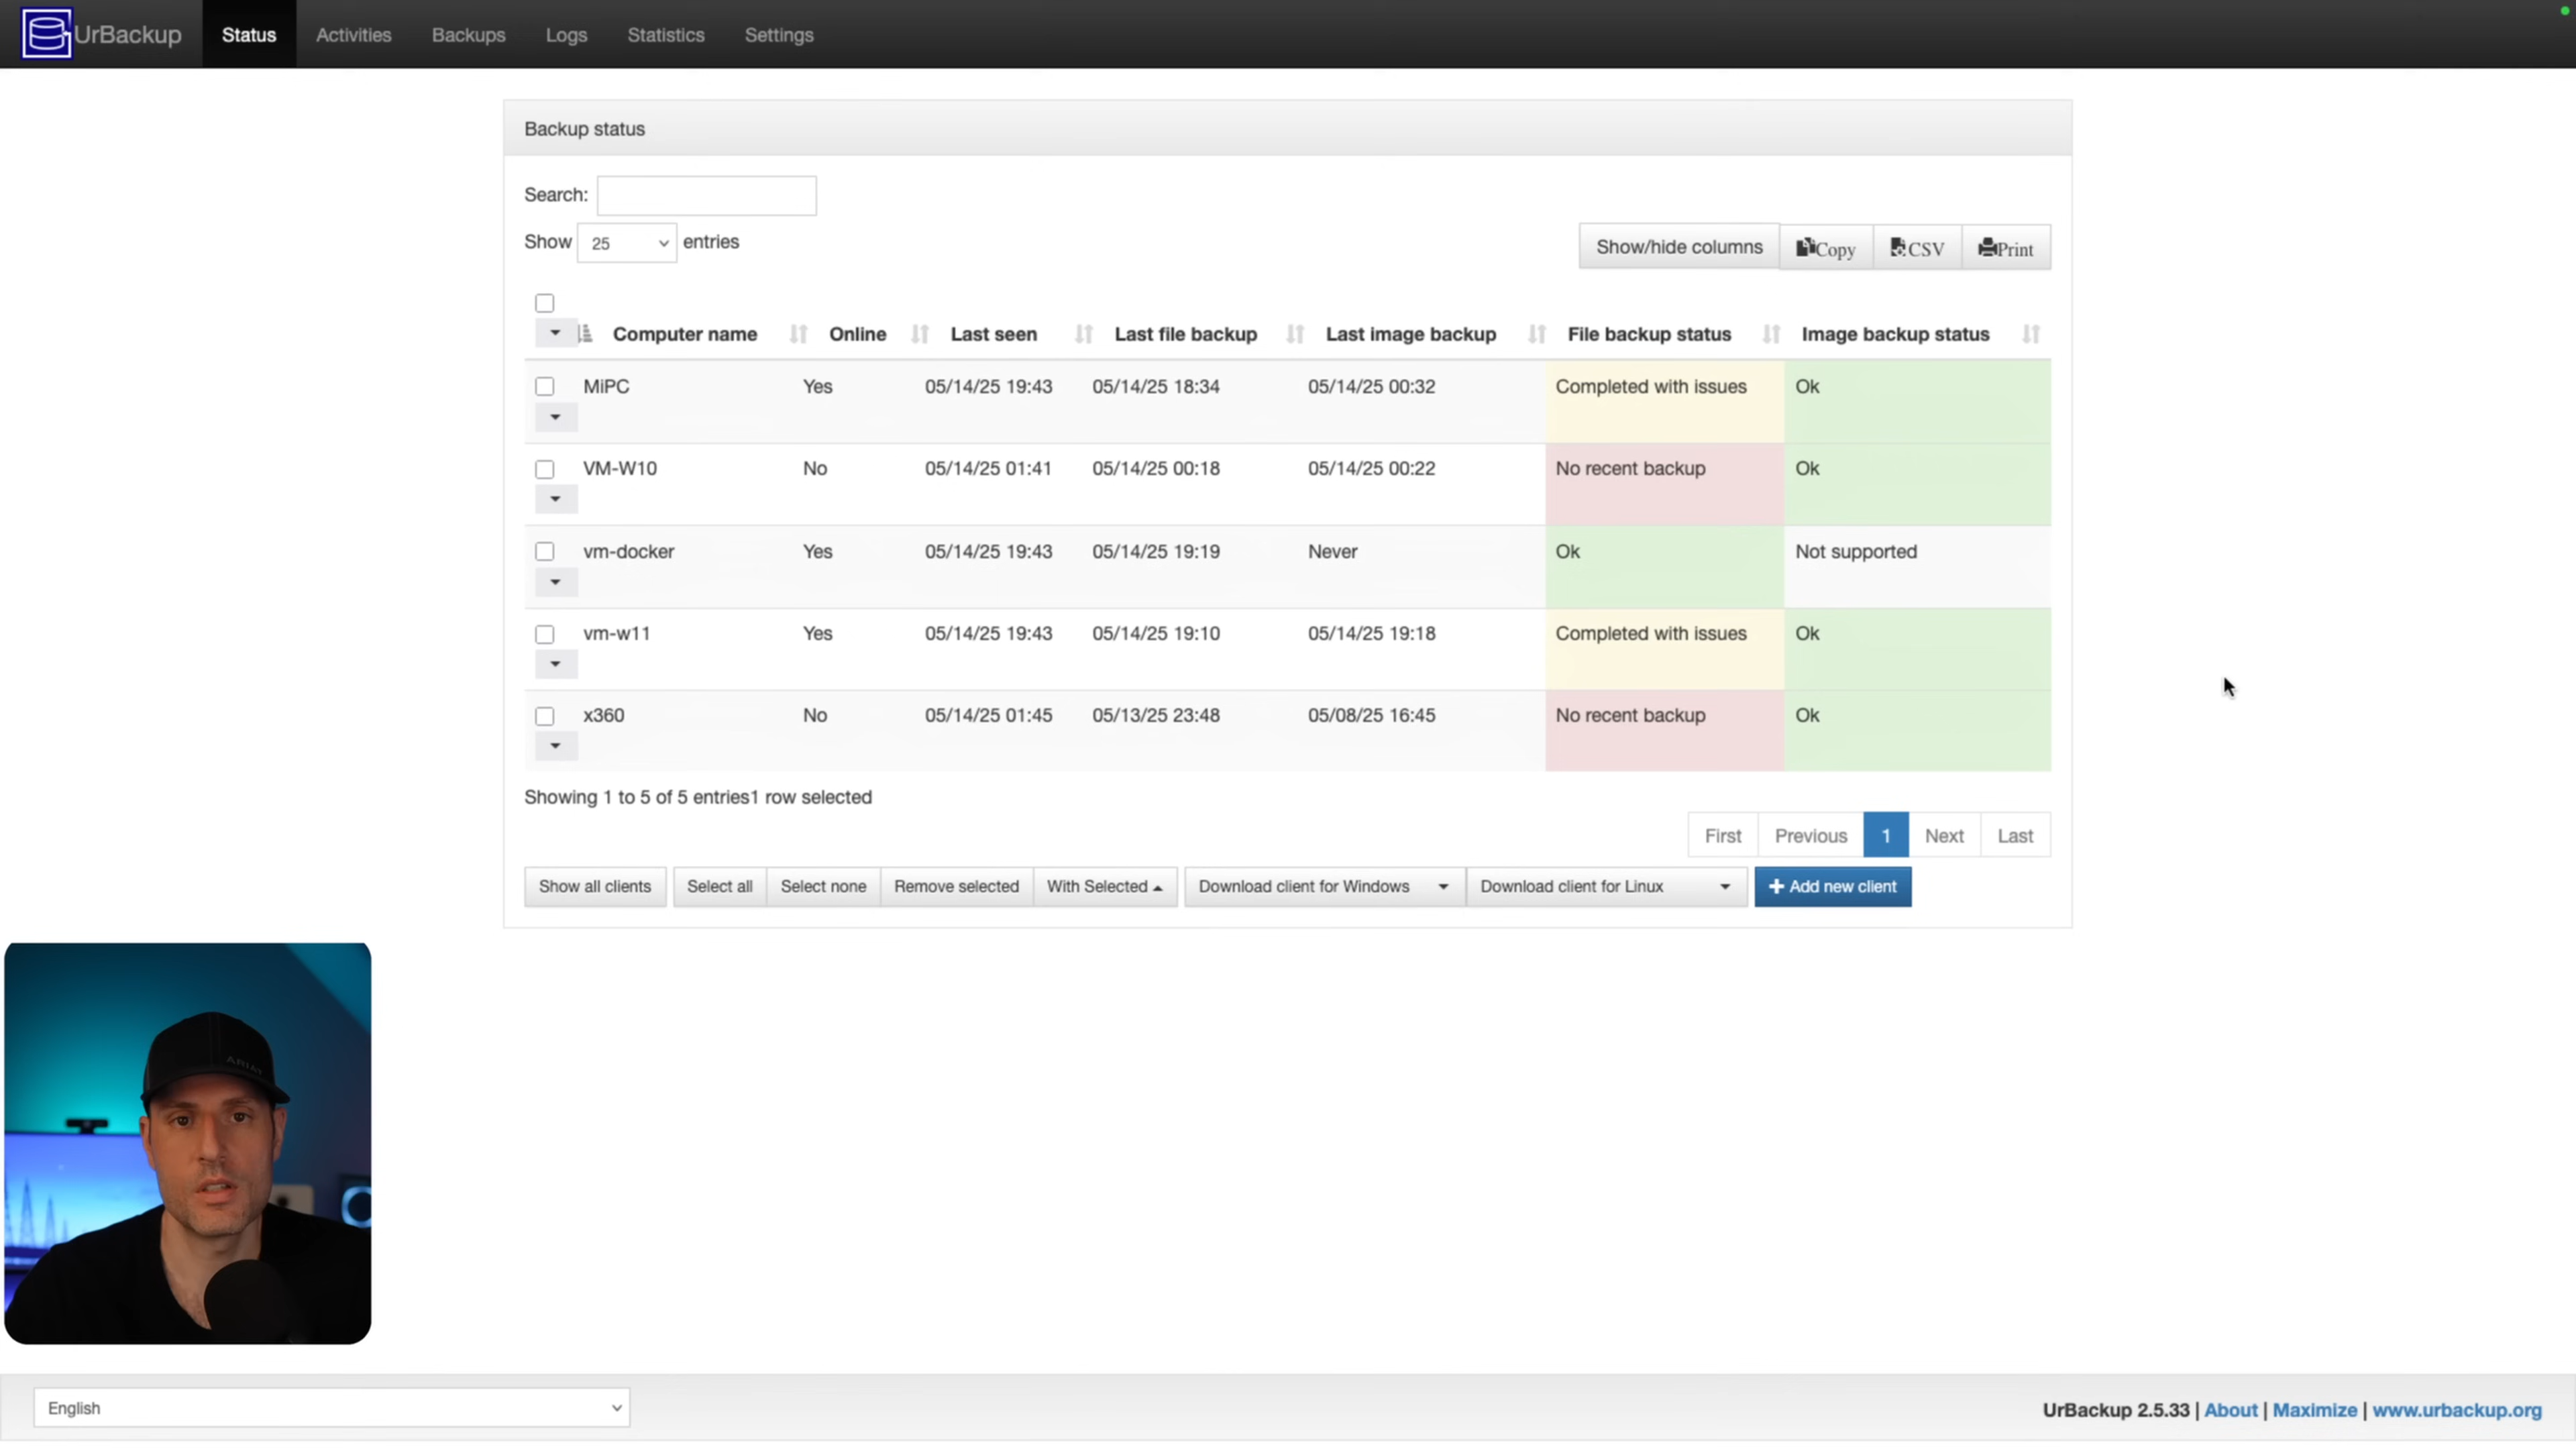 UrBackup Status Activities Backups Logs Statistics Settings
Backup status
Search:
Show 25 entries
Show/hide columns Copy CSV Print
Computer name Online Last seen Last file backup Last image backup File backup status Image backup status
MiPC Yes 05/14/25 19:43 05/14/25 18:34 05/14/25 00:32 Completed with issues Ok
VM-W10 No 05/14/25 01:41 05/14/25 00:18 05/14/25 00:22 No recent backup Ok
vm-docker Yes 05/14/25 19:43 05/14/25 19:19 Never Ok Not supported
vm-w11 Yes 05/14/25 19:43 05/14/25 19:10 05/14/25 19:18 Completed with issues Ok
x360 No 05/14/25 01:45 05/13/25 23:48 05/08/25 16:45 No recent backup Ok
Showing 1 to 5 of 5 entries1 row selected
First Previous 1 Next Last
Show all clients Select all Select none Remove selected With Selected Download client for Windows Download client for Linux + Add new client
ARIAT
English
UrBackup 2.5.33 | About | Maximize | www.urbackup.org